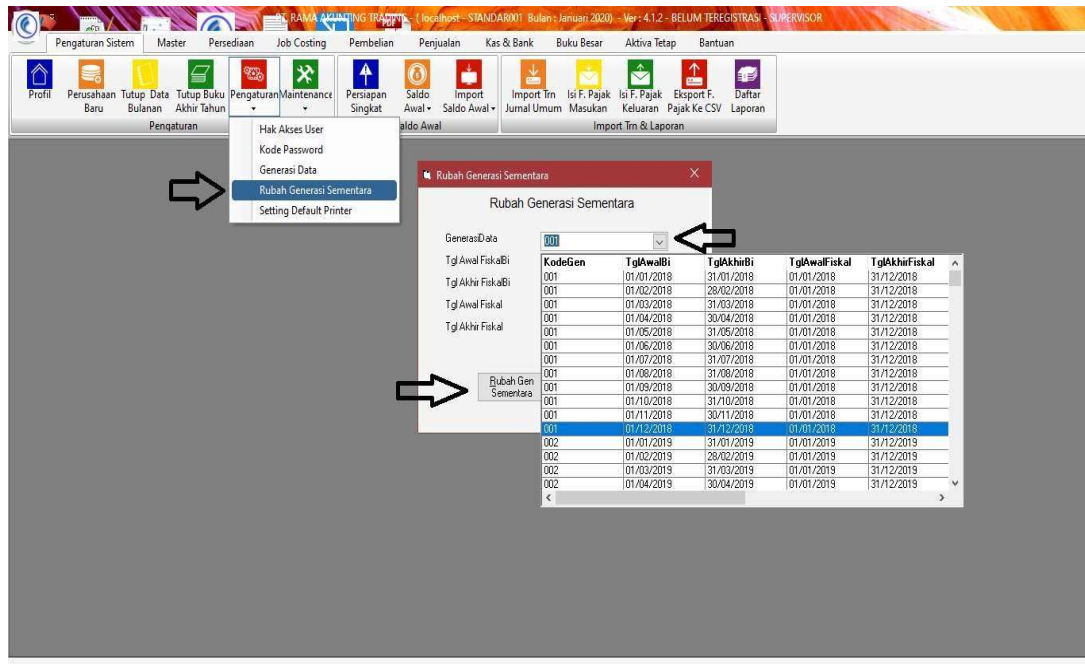 PT. RAMA AKUNTING TRADING - ( localhost - STANDAR001 Bulan : Januari 2020) - Ver : 4.1.2 - BELUM TEREGISTRASI - SUPERVISOR
Pengaturan Sistem Master Persediaan Job Costing Pembelian Penjualan Kas & Bank Buku Besar Aktiva Tetap Bantuan
Profil Perusahaan Baru Tutup Data Bulanan Tutup Buku Akhir Tahun Pengaturan Maintenance Persiapan Singkat Saldo Awal Import Saldo Awal Import Trn Jurnal Umum Isi F. Pajak Masukan Isi F. Pajak Keluaran Eksport F. Pajak Ke CSV Daftar Laporan
Pengaturan aldo Awal Import Trn & Laporan
Hak Akses User
Kode Password
Generasi Data
Rubah Generasi Sementara
Setting Default Printer
Rubah Generasi Sementara
Rubah Generasi Sementara
GenerasiData 001
Tgl Awal FiskalBi
Tgl Akhir FiskalBi
Tgl Awal Fiskal
Tgl Akhir Fiskal
Rubah Gen
Sementara
KodeGen TglAwalBi TglAkhirBi TglAwalFiskal TglAkhirFiskal
001 01/01/2018 31/01/2018 01/01/2018 31/12/2018
001 01/02/2018 28/02/2018 01/01/2018 31/12/2018
001 01/03/2018 31/03/2018 01/01/2018 31/12/2018
001 01/04/2018 30/04/2018 01/01/2018 31/12/2018
001 01/05/2018 31/05/2018 01/01/2018 31/12/2018
001 01/06/2018 30/06/2018 01/01/2018 31/12/2018
001 01/07/2018 31/07/2018 01/01/2018 31/12/2018
001 01/08/2018 31/08/2018 01/01/2018 31/12/2018
001 01/09/2018 30/09/2018 01/01/2018 31/12/2018
001 01/10/2018 31/10/2018 01/01/2018 31/12/2018
001 01/11/2018 30/11/2018 01/01/2018 31/12/2018
001 01/12/2018 31/12/2018 01/01/2018 31/12/2018
002 01/01/2019 31/01/2019 01/01/2019 31/12/2019
002 01/02/2019 28/02/2019 01/01/2019 31/12/2019
002 01/03/2019 31/03/2019 01/01/2019 31/12/2019
002 01/04/2019 30/04/2019 01/01/2019 31/12/2019